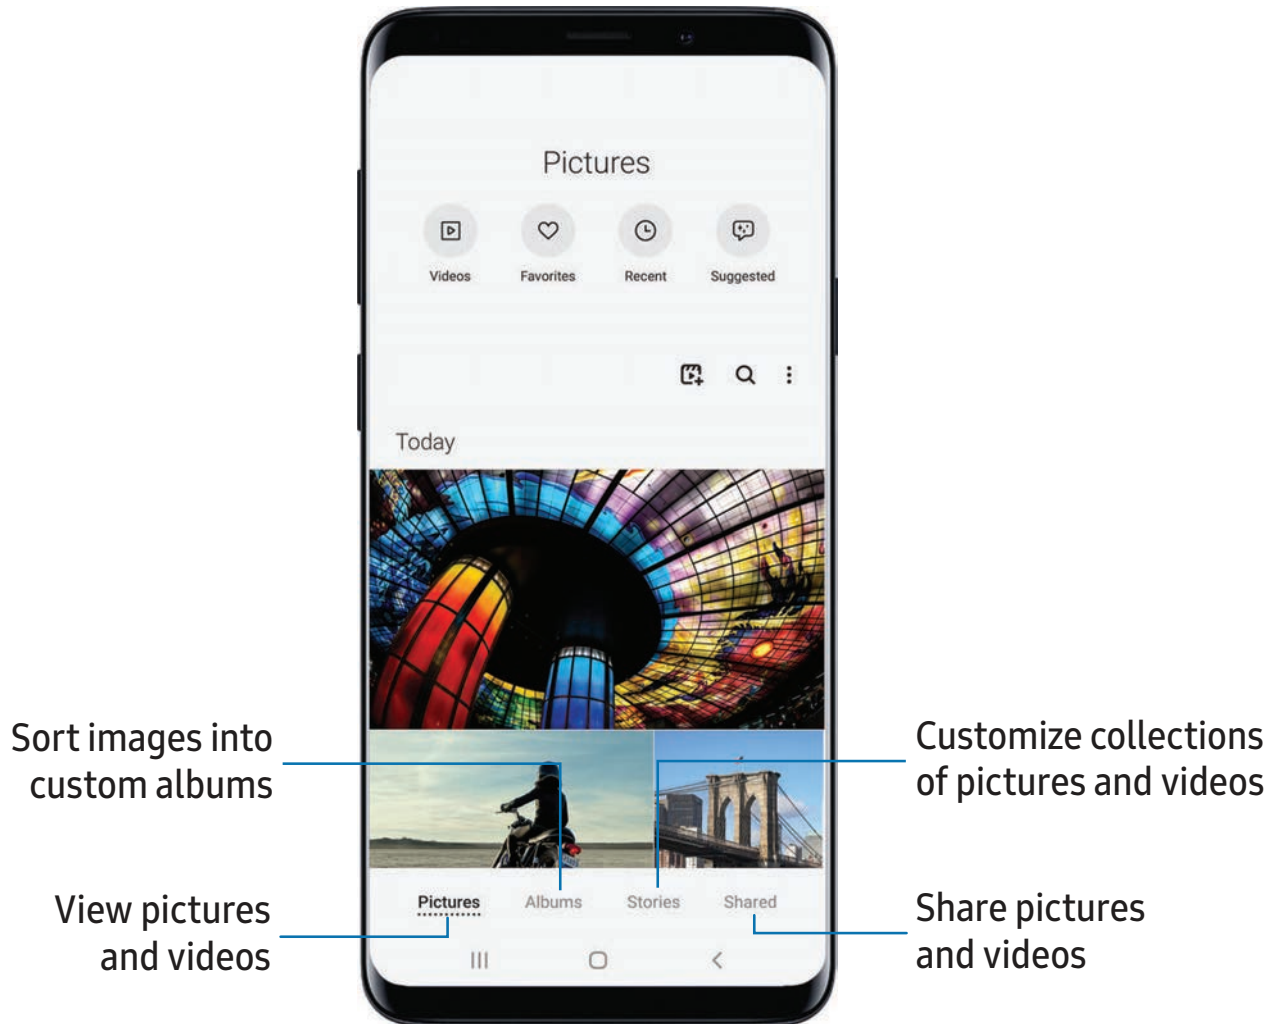 Pictures
Videos Favorites Recent Suggested
Today
Sort images into
custom albums
Customize collections
of pictures and videos
Pictures Albums Stories Shared
View pictures
and videos
Share pictures
and videos